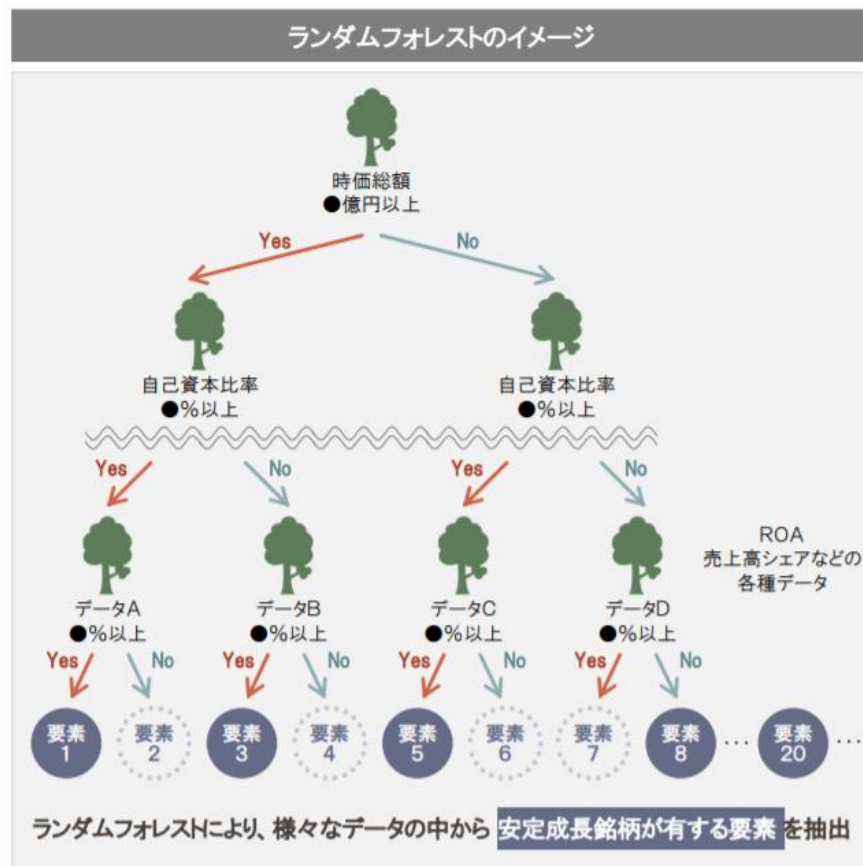 ランダムフォレストのイメージ
時価総額
●億円以上
Yes
No
自己資本比率
●%以上
自己資本比率
●%以上
Yes
No
Yes
No
データA
●%以上
データB
●%以上
データC
●%以上
データD
●%以上
ROA
売上高シェアなどの
各種データ
Yes
No
Yes
No
Yes
No
Yes
No
要素
1
要素
2
要素
3
要素
4
要素
5
要素
6
要素
7
要素
8
…
要素
20
…
ランダムフォレストにより、様々なデータの中から 安定成長銘柄が有する要素 を抽出